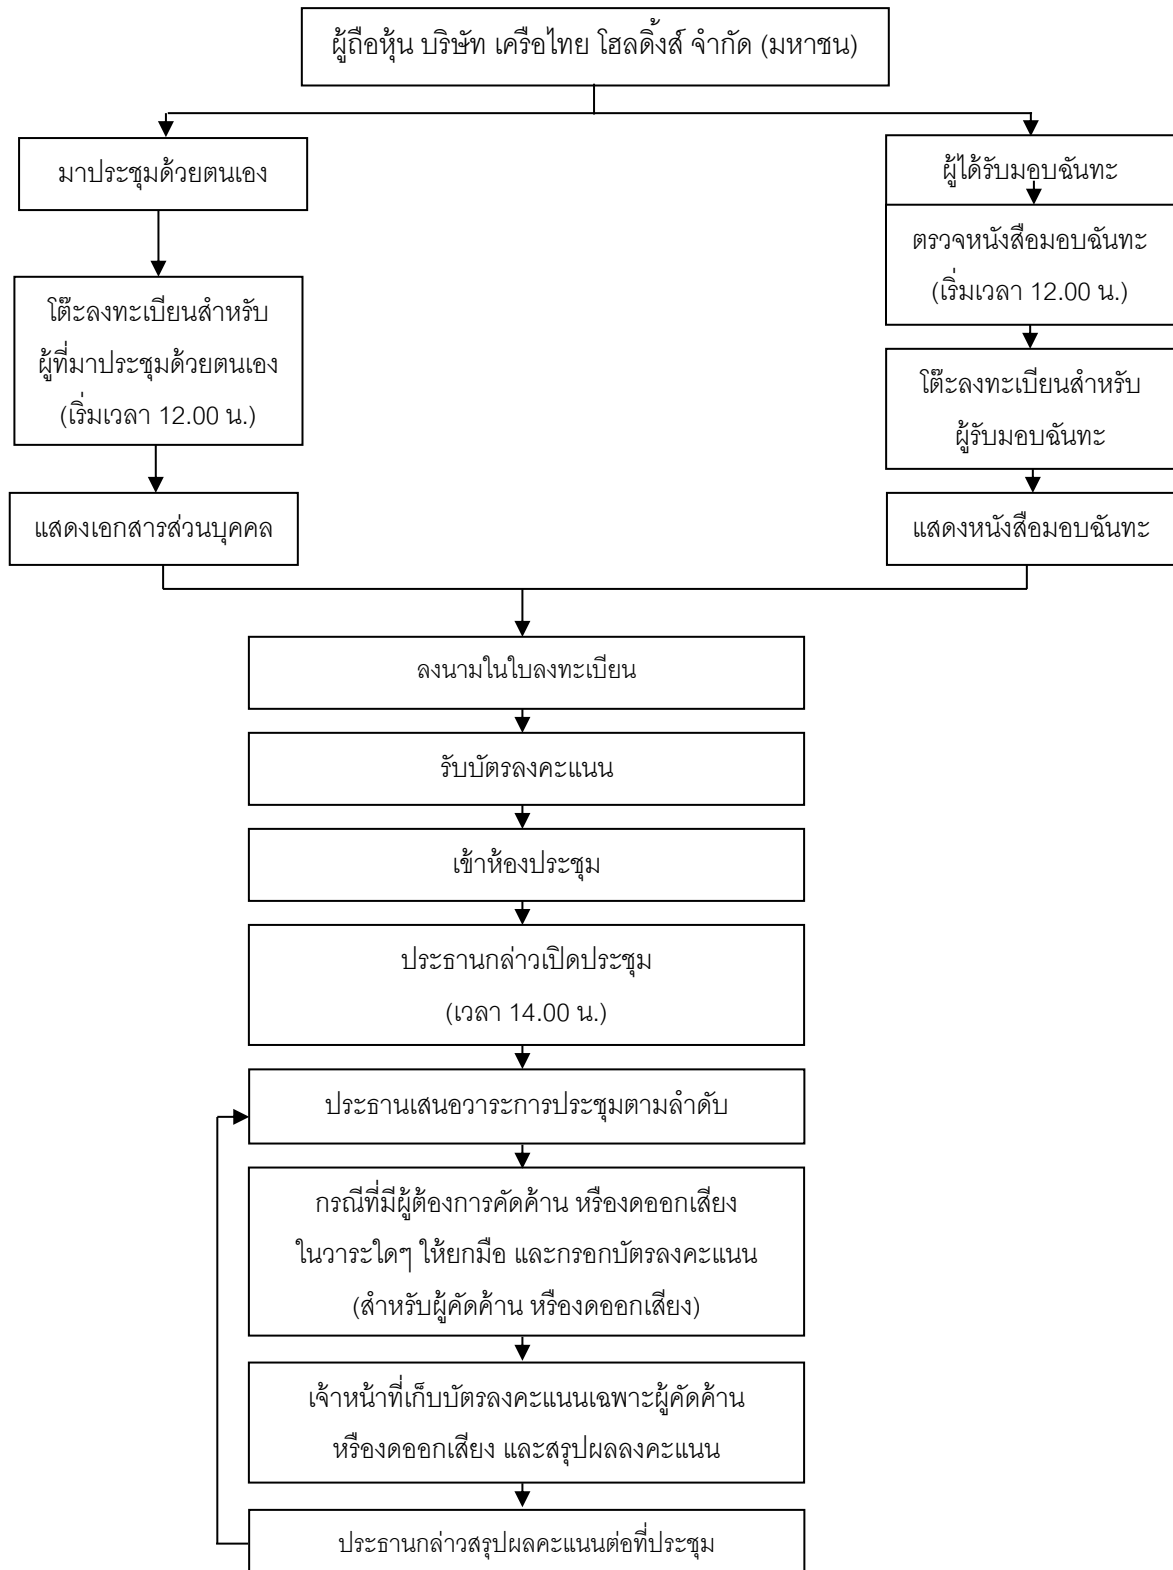 ผู้ถือหุ้น บริษัท เครือไทย โฮลดิ้งส์ จำกัด (มหาชน)
มาประชุมด้วยตนเอง
โต๊ะลงทะเบียนสำหรับ
ผู้ที่มาประชุมด้วยตนเอง
(เริ่มเวลา 12.00 น.)
แสดงเอกสารส่วนบุคคล
ผู้ได้รับมอบฉันทะ
ตรวจหนังสือมอบฉันทะ
(เริ่มเวลา 12.00 น.)
โต๊ะลงทะเบียนสำหรับ
ผู้รับมอบฉันทะ
แสดงหนังสือมอบฉันทะ
ลงนามในใบลงทะเบียน
รับบัตรลงคะแนน
เข้าห้องประชุม
ประธานกล่าวเปิดประชุม
(เวลา 14.00 น.)
ประธานเสนอวาระการประชุมตามลำดับ
กรณีที่มีผู้ต้องการคัดค้าน หรืองดออกเสียง
ในวาระใดๆ ให้ยกมือ และกรอกบัตรลงคะแนน
(สำหรับผู้คัดค้าน หรืองดออกเสียง)
เจ้าหน้าที่เก็บบัตรลงคะแนนเฉพาะผู้คัดค้าน
หรืองดออกเสียง และสรุปผลลงคะแนน
ประธานกล่าวสรุปผลคะแนนต่อที่ประชุม